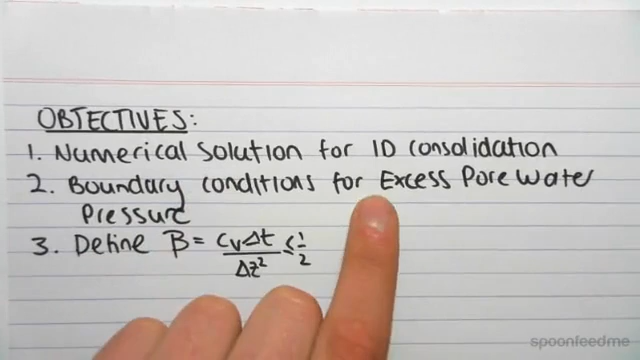 OBJECTIVES:
1. Numerical Solution for 1D Consolidation
2. Boundary conditions for Excess Pore Water
Pressure
3. Define β = CvΔt/Δz² ≤ 1/2
spoonfeedme